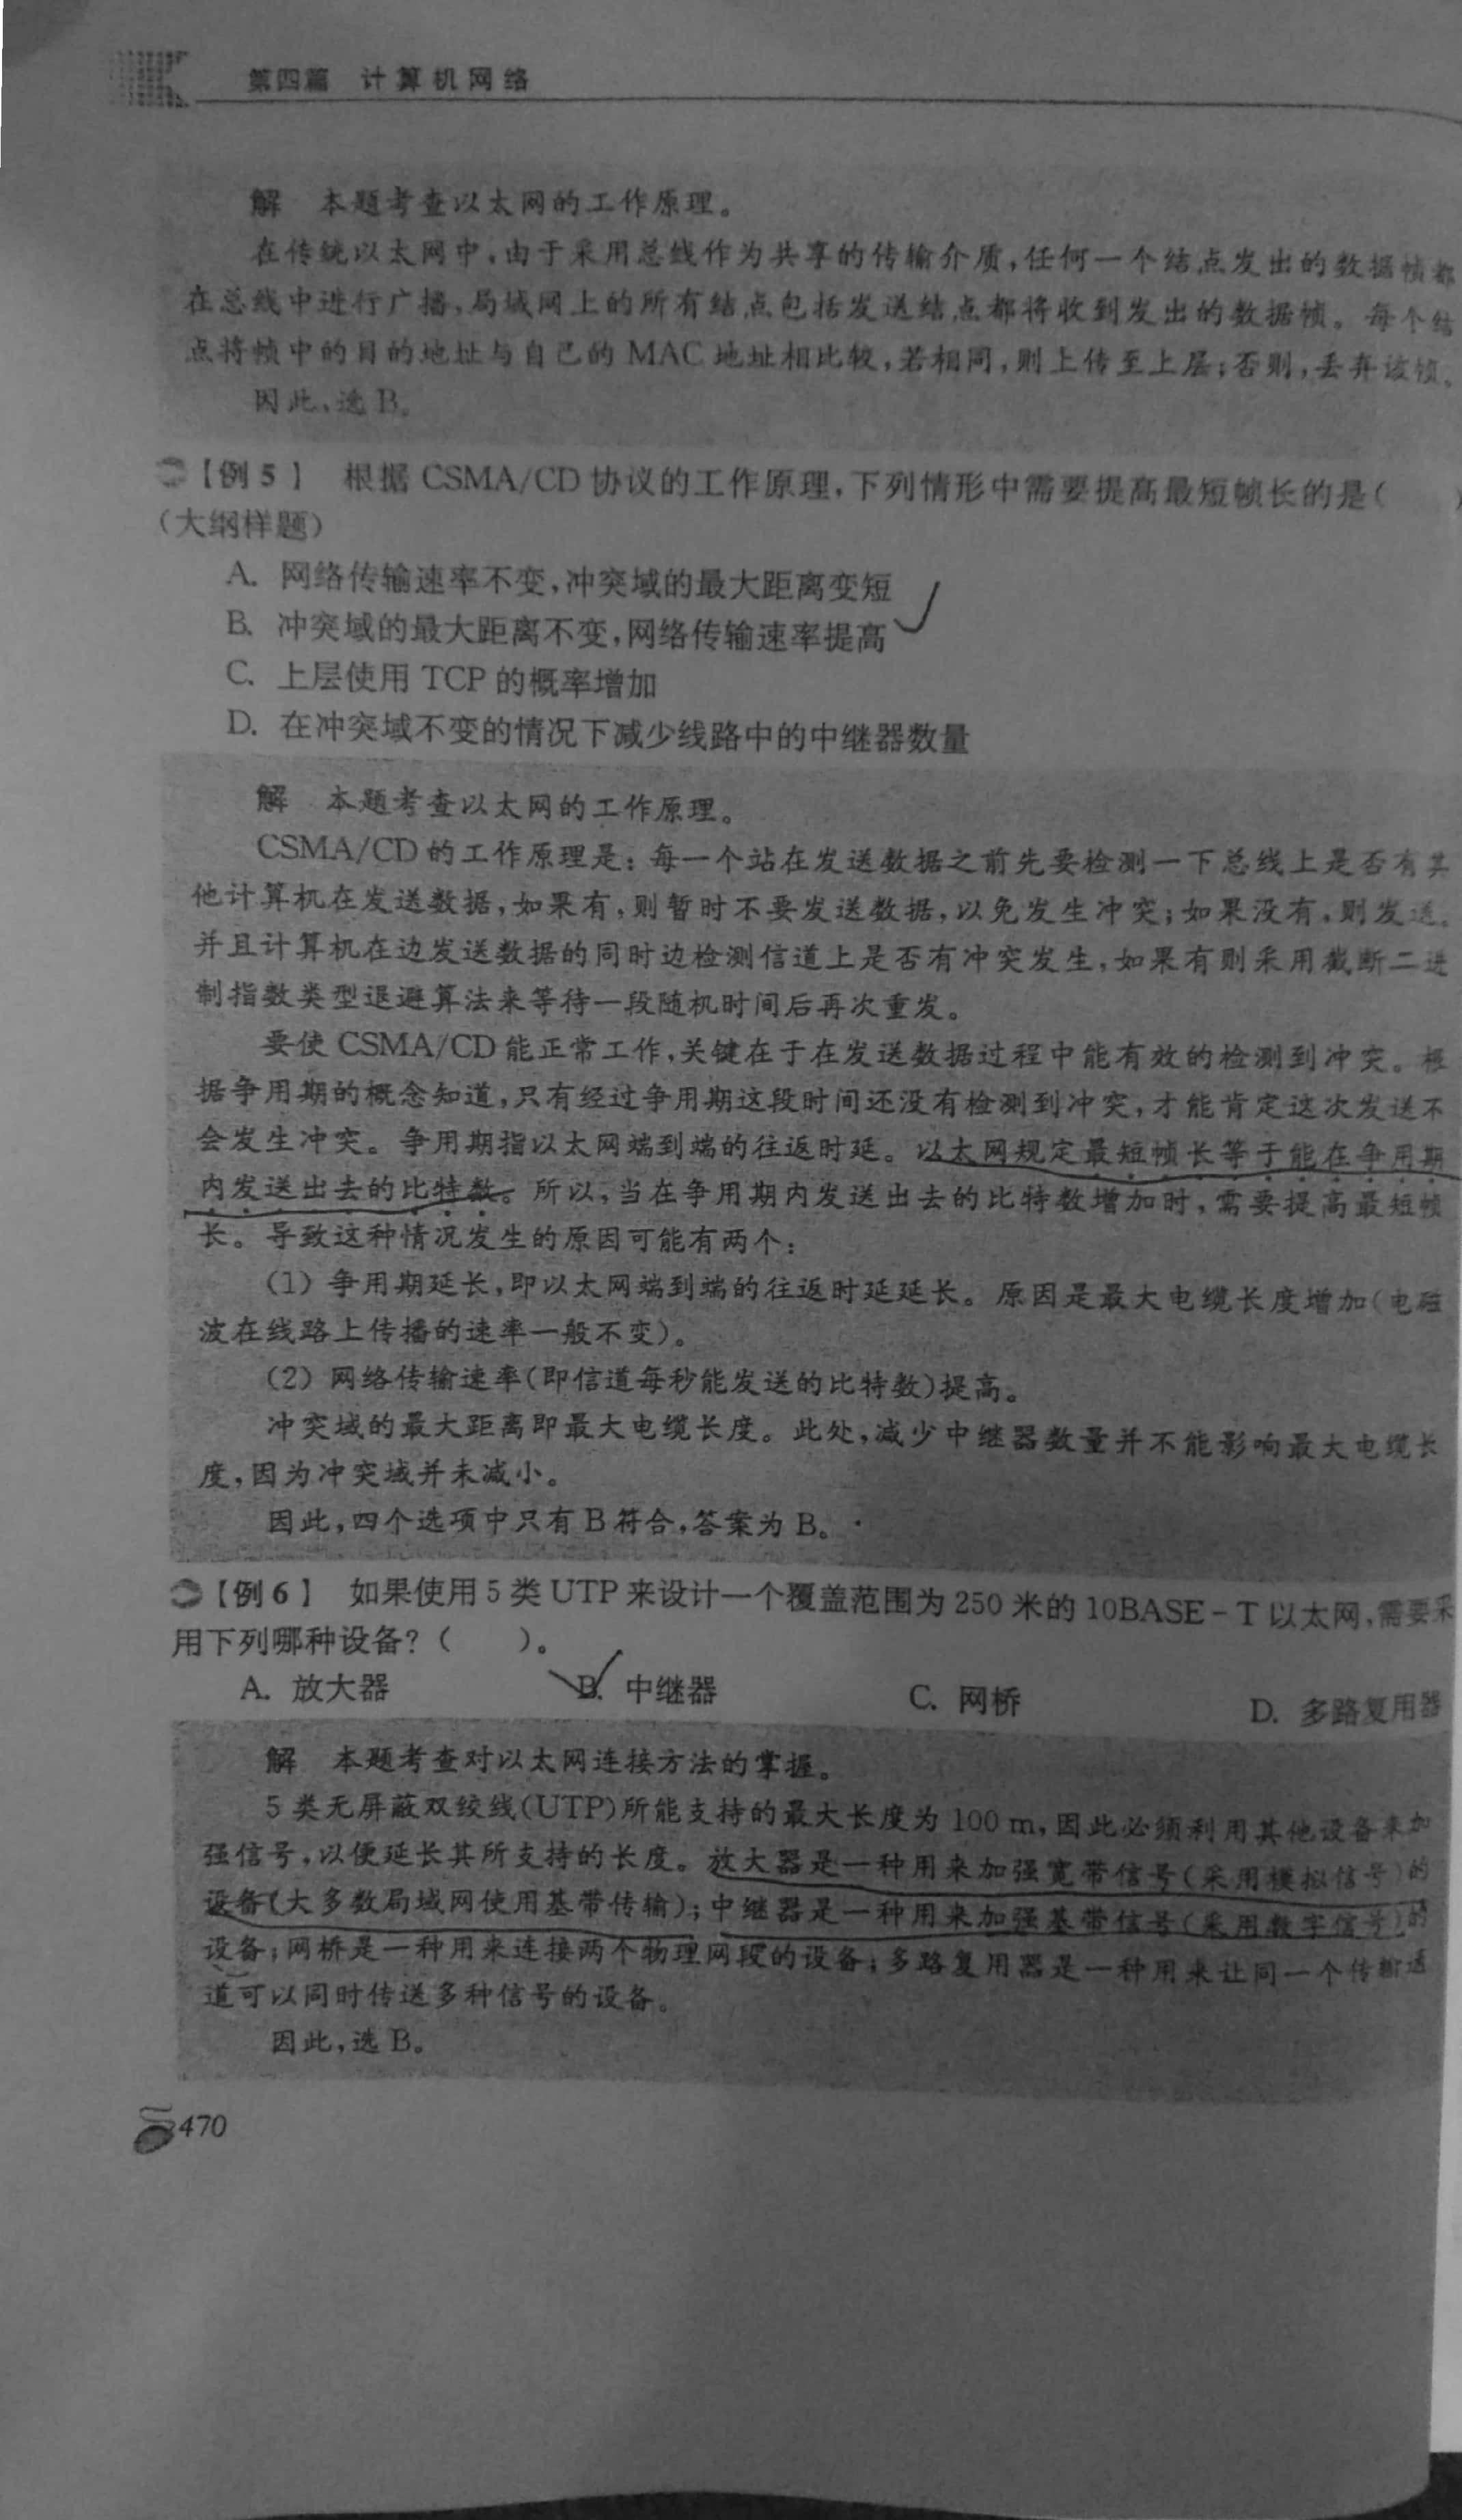 第四篇 计算机网络
解 本题考查以太网的工作原理。
在传统以太网中,由于采用总线作为共享的传输介质,任何一个结点发出的数据帧都
在总线中进行广播,局域网上的所有结点包括发送结点都将收到发出的数据帧。每个结
点将帧中的目的地址与自己的 MAC 地址相比较,若相同,则上传至上层;否则,丢弃该帧。
因此,选 B。
【例 5】 根据 CSMA/CD 协议的工作原理,下列情形中需要提高最短帧长的是( )
(大纲样题)
A. 网络传输速率不变,冲突域的最大距离变短
B. 冲突域的最大距离不变,网络传输速率提高
C. 上层使用 TCP 的概率增加
D. 在冲突域不变的情况下减少线路中的中继器数量
解 本题考查以太网的工作原理。
CSMA/CD 的工作原理是:每一个站在发送数据之前先要检测一下总线上是否有其
他计算机在发送数据,如果有,则暂时不要发送数据,以免发生冲突;如果没有,则发送。
并且计算机在边发送数据的同时边检测信道上是否有冲突发生,如果有则采用截断二进
制指数类型退避算法来等待一段随机时间后再次重发。
要使 CSMA/CD 能正常工作,关键在于在发送数据过程中能有效的检测到冲突。根
据争用期的概念知道,只有经过争用期这段时间还没有检测到冲突,才能肯定这次发送不
会发生冲突。争用期指以太网端到端的往返时延。以太网规定最短帧长等于能在争用期
内发送出去的比特数。所以,当在争用期内发送出去的比特数增加时,需要提高最短帧
长。导致这种情况发生的原因可能有两个:
(1) 争用期延长,即以太网端到端的往返时延延长。原因是最大电缆长度增加(电磁
波在线路上传播的速率一般不变)。
(2) 网络传输速率(即信道每秒能发送的比特数)提高。
冲突域的最大距离即最大电缆长度。此处,减少中继器数量并不能影响最大电缆长
度,因为冲突域并未减小。
因此,四个选项中只有 B 符合,答案为 B。
【例 6】 如果使用 5 类 UTP 来设计一个覆盖范围为 250 米的 10BASE-T 以太网,需要采
用下列哪种设备?( )。
A. 放大器 B. 中继器 C. 网桥 D. 多路复用器
解 本题考查对以太网连接方法的掌握。
5 类无屏蔽双绞线(UTP)所能支持的最大长度为 100 m,因此必须利用其他设备来加
强信号,以便延长其所支持的长度。放大器是一种用来加强宽带信号(采用模拟信号)的
设备(大多数局域网使用基带传输);中继器是一种用来加强基带信号(采用数字信号)的
设备;网桥是一种用来连接两个物理网段的设备;多路复用器是一种用来让同一个传输通
道可以同时传送多种信号的设备。
因此,选 B。
470